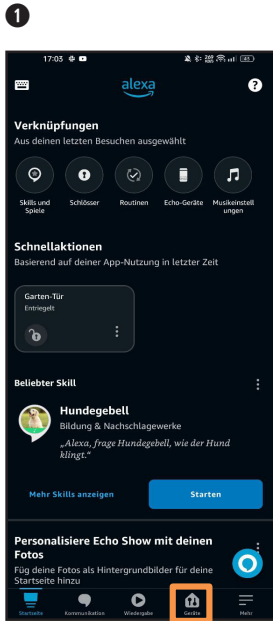 1
17:03
alexa
?
Verknüpfungen
Aus deinen letzten Besuchen ausgewählt
Skills und Spiele
Schlösser
Routinen
Echo-Geräte
Musikeinstellungen
Schnellaktionen
Basierend auf deiner App-Nutzung in letzter Zeit
Garten-Tür
Entriegelt
Beliebter Skill
Hundegebell
Bildung & Nachschlagewerke
„Alexa, frage Hundegebell, wie der Hund
klingt.“
Mehr Skills anzeigen
Starten
Personalisiere Echo Show mit deinen
Fotos
Füg deine Fotos als Hintergrundbilder für deine
Startseite hinzu
Startseite
Kommunikation
Wiedergabe
Geräte
Mehr